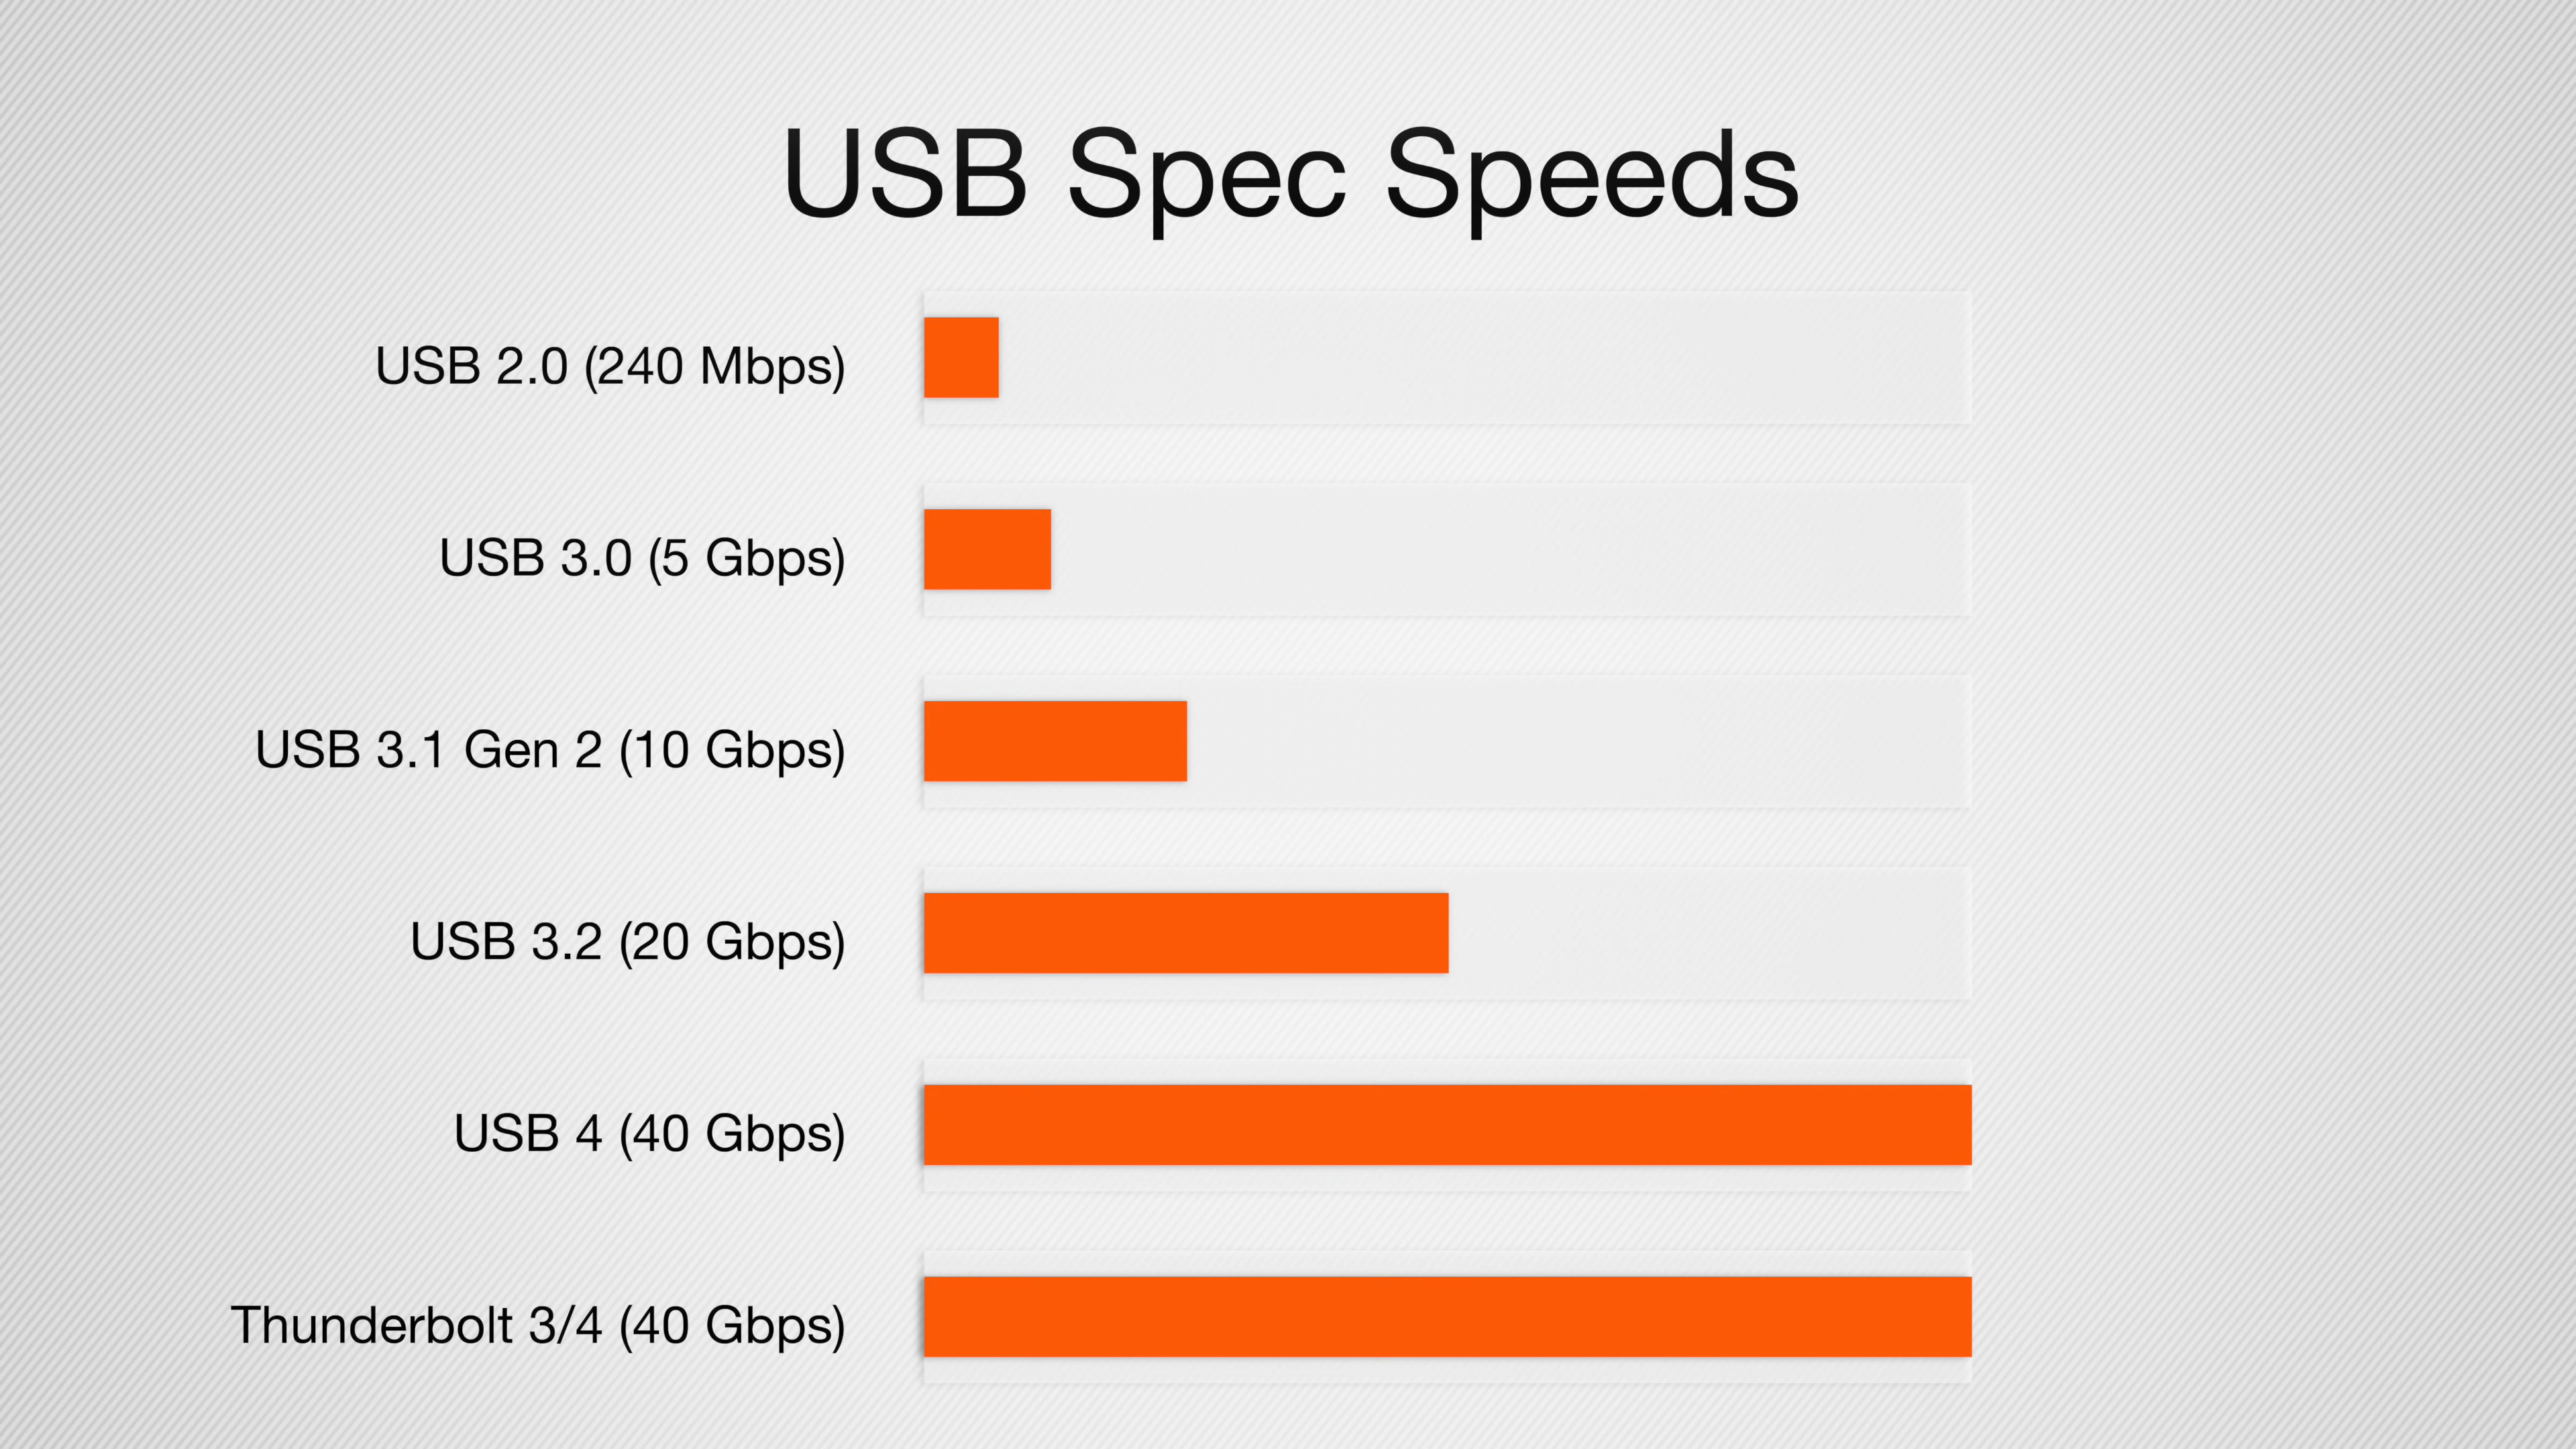 USB Spec Speeds
USB 2.0 (240 Mbps)
USB 3.0 (5 Gbps)
USB 3.1 Gen 2 (10 Gbps)
USB 3.2 (20 Gbps)
USB 4 (40 Gbps)
Thunderbolt 3/4 (40 Gbps)